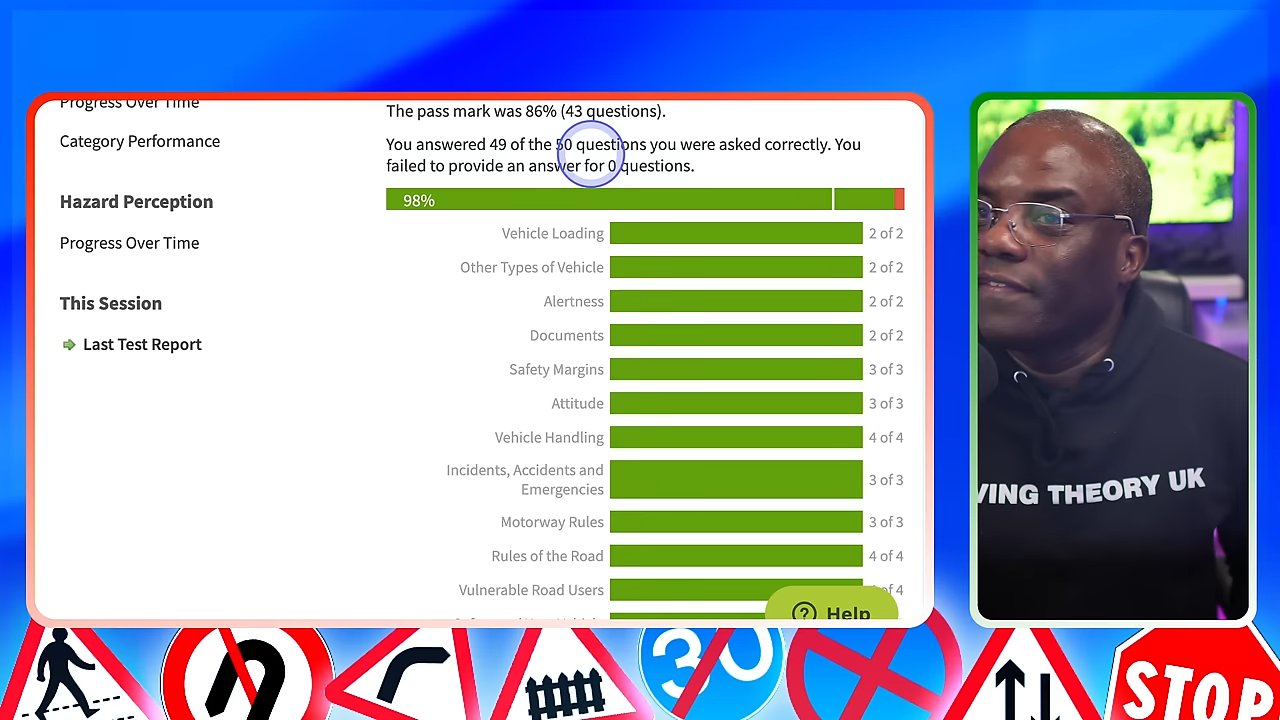 Progress Over Time
Category Performance
Hazard Perception
Progress Over Time
This Session
Last Test Report
The pass mark was 86% (43 questions).
You answered 49 of the 50 questions you were asked correctly. You
failed to provide an answer for 0 questions.
98%
Vehicle Loading 2 of 2
Other Types of Vehicle 2 of 2
Alertness 2 of 2
Documents 2 of 2
Safety Margins 3 of 3
Attitude 3 of 3
Vehicle Handling 4 of 4
Incidents, Accidents and
Emergencies 3 of 3
Motorway Rules 3 of 3
Rules of the Road 4 of 4
Vulnerable Road Users of 4
Help
VING THEORY UK
30
STOP